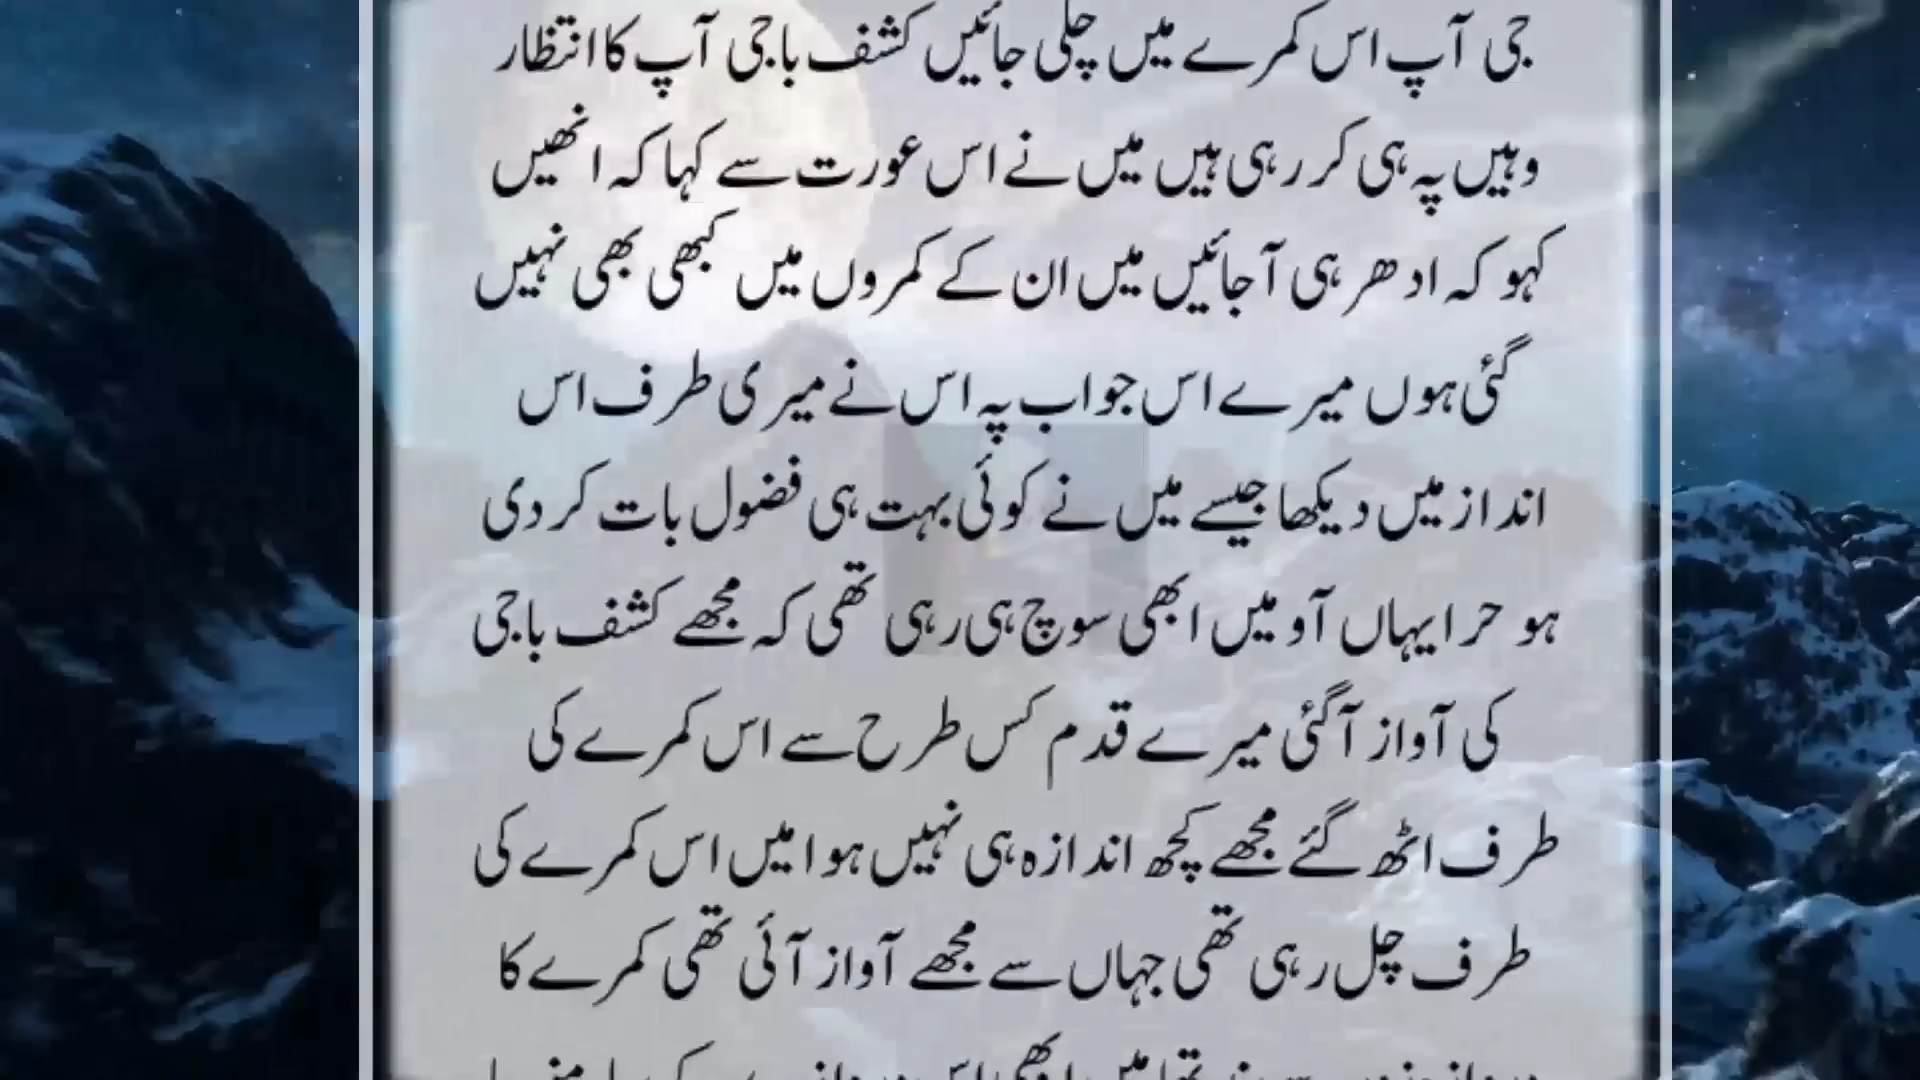 جی آپ اس کمرے میں چلی جائیں کشف باجی آپ کا انتظار
وہیں پہ ہی کر رہی ہیں میں نے اس عورت سے کہا کہ انھیں
کہو کہ ادھر ہی آ جائیں میں ان کے کمروں میں کبھی بھی نہیں
گئی ہوں میرے اس جواب پہ اس نے میری طرف اس
انداز میں دیکھا جیسے میں نے کوئی بہت ہی فضول بات کر دی
ہو حرا یہاں آو میں ابھی سوچ ہی رہی تھی کہ مجھے کشف باجی
کی آواز آ گئی میرے قدم کس طرح سے اس کمرے کی
طرف اٹھ گئے مجھے کچھ اندازہ ہی نہیں ہوا میں اس کمرے کی
طرف چل رہی تھی جہاں سے مجھے آواز آئی تھی کمرے کا